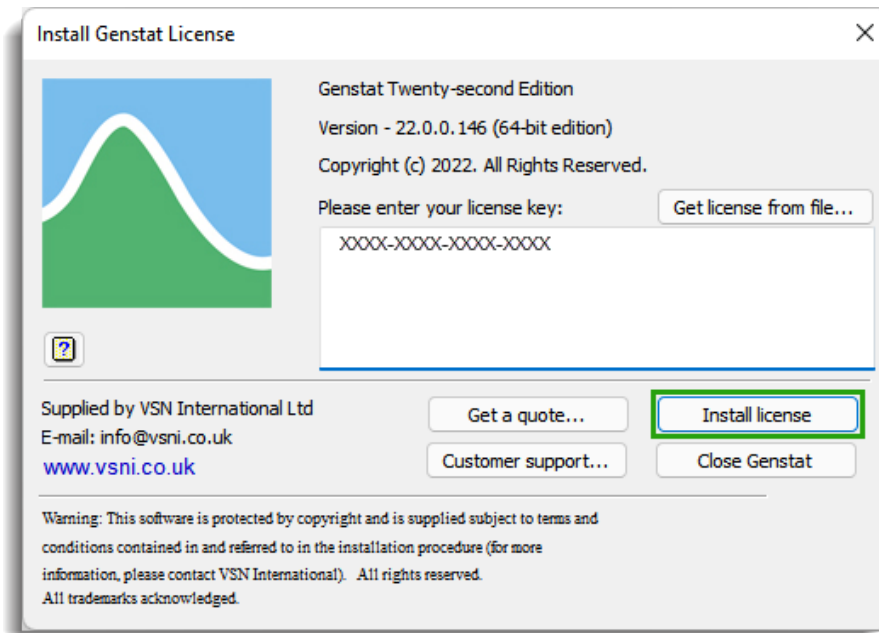 Install Genstat License
Genstat Twenty-second Edition
Version - 22.0.0.146 (64-bit edition)
Copyright (c) 2022. All Rights Reserved.
Please enter your license key:
Get license from file...
XXXX-XXXX-XXXX-XXXX
?
Supplied by VSN International Ltd
E-mail: info@vsni.co.uk
www.vsni.co.uk
Get a quote...
Install license
Customer support...
Close Genstat
Warning: This software is protected by copyright and is supplied subject to terms and
conditions contained in and referred to in the installation procedure (for more
information, please contact VSN International). All rights reserved.
All trademarks acknowledged.